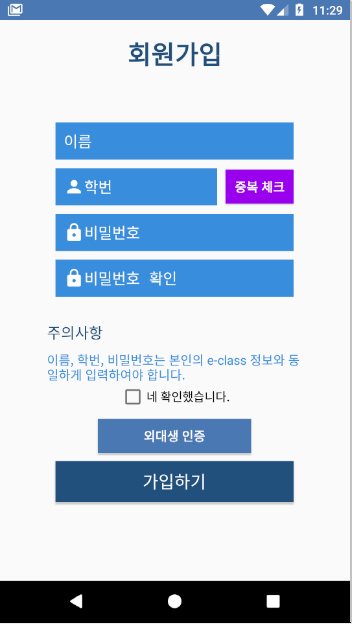 11:29
회원가입
이름
학번
중복 체크
비밀번호
비밀번호 확인
주의사항
이름, 학번, 비밀번호는 본인의 e-class 정보와 동
일하게 입력하여야 합니다.
네 확인했습니다.
외대생 인증
가입하기